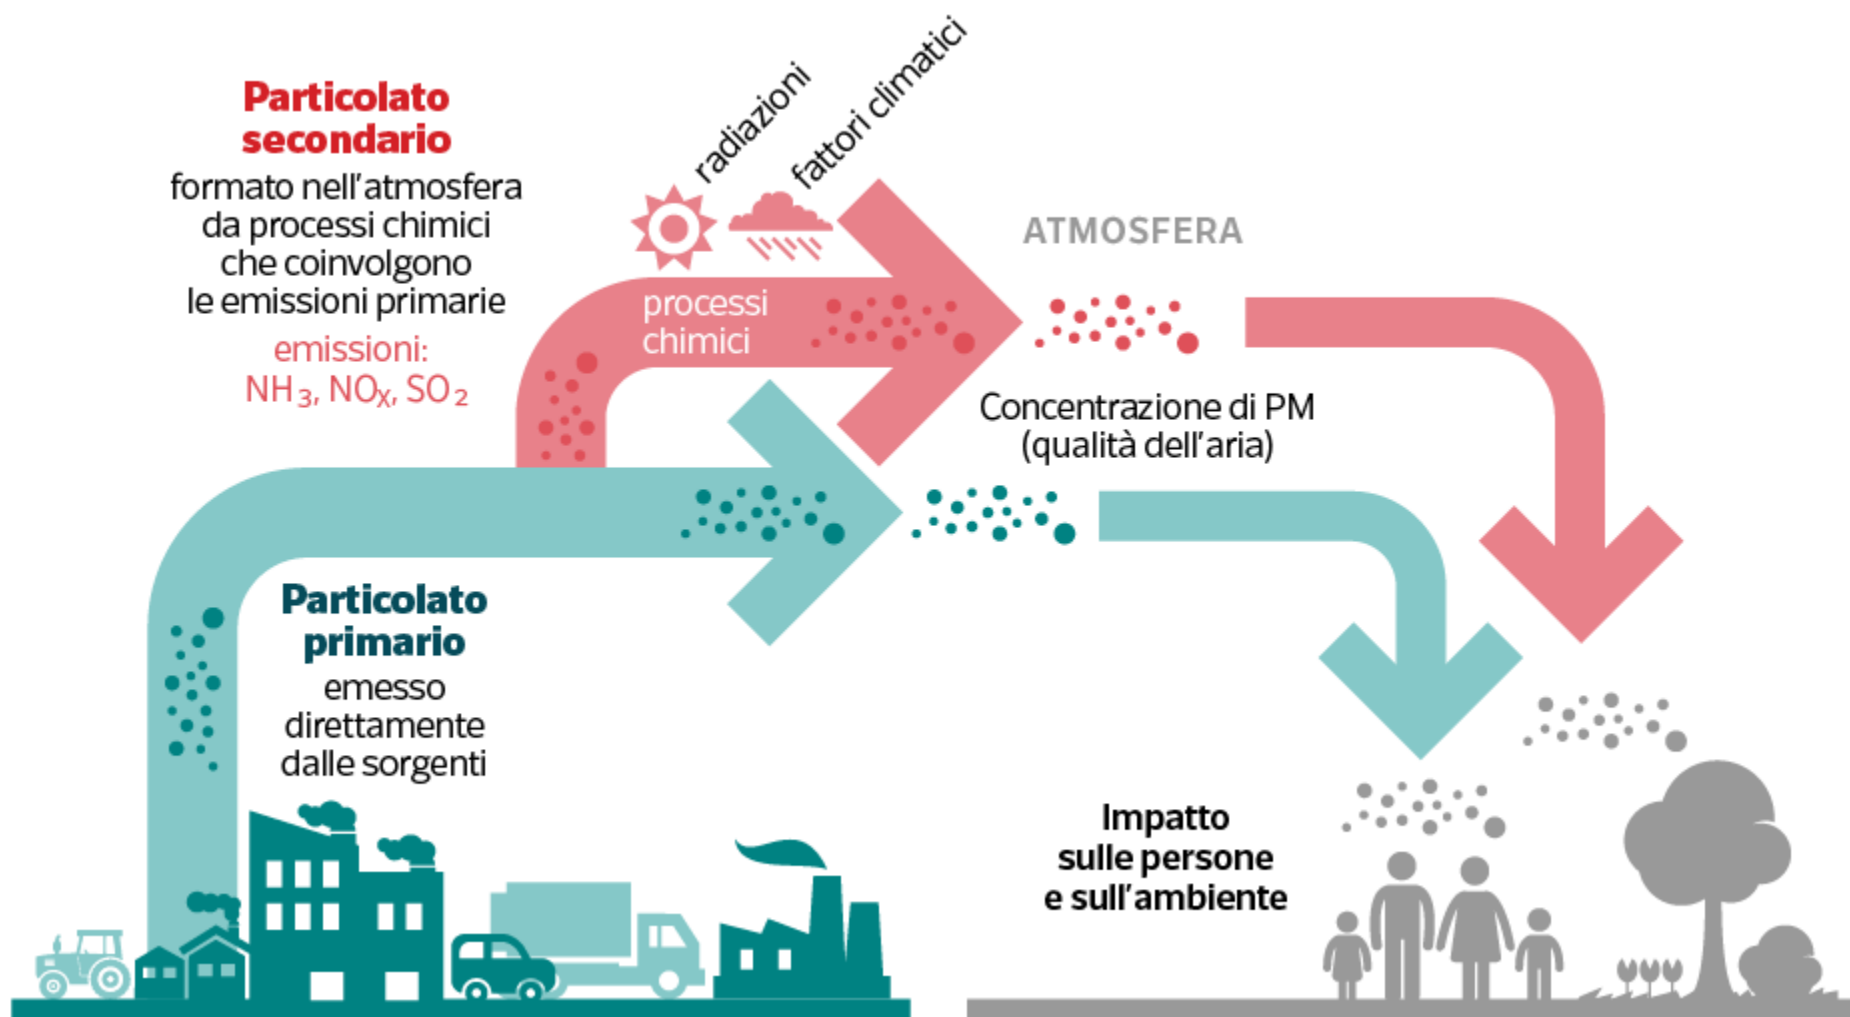 Particolato
secondario
formato nell'atmosfera
da processi chimici
che coinvolgono
le emissioni primarie
emissioni:
NH₃, NOₓ, SO₂
radiazioni
fattori climatici
processi
chimici
ATMOSFERA
Concentrazione di PM
(qualità dell'aria)
Particolato
primario
emesso
direttamente
dalle sorgenti
Impatto
sulle persone
e sull'ambiente